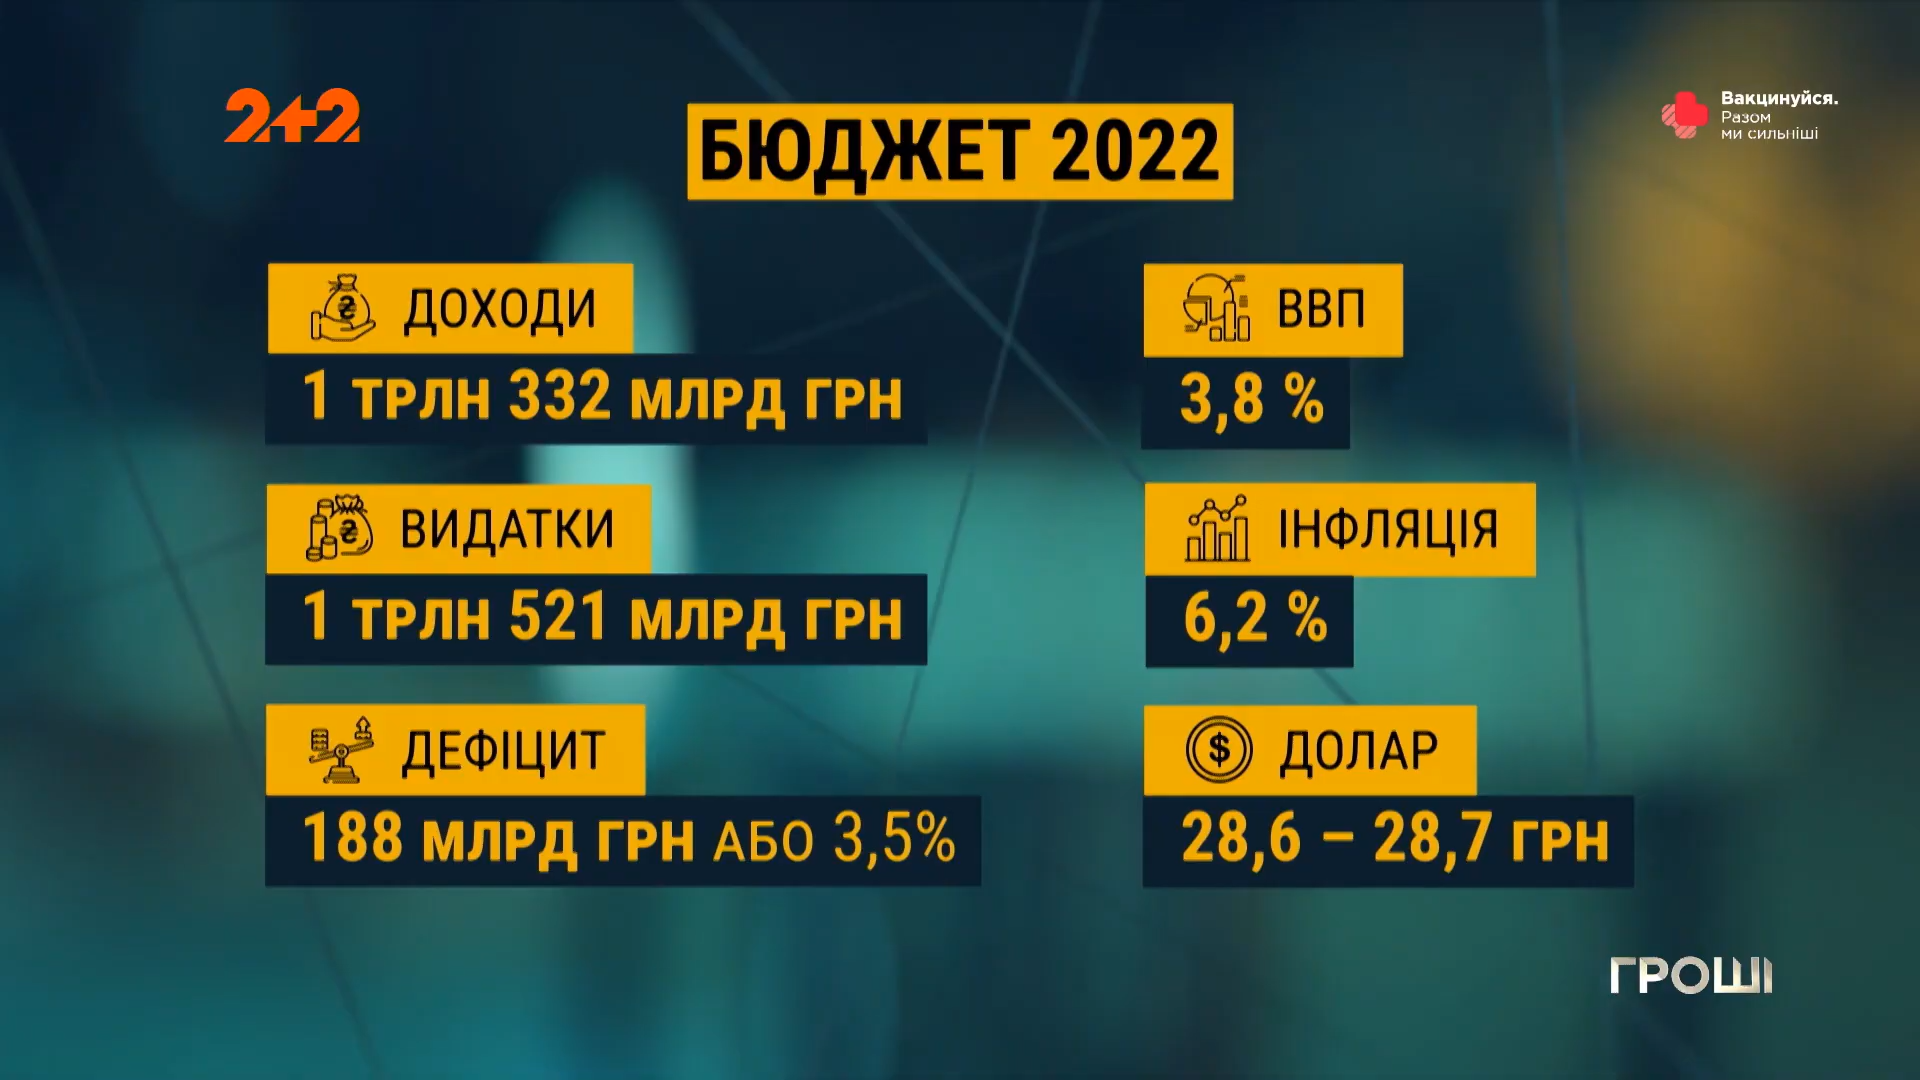 2+2
Вакцинуйся.
Разом
ми сильніші
БЮДЖЕТ 2022
ДОХОДИ
1 ТРЛН 332 МЛРД ГРН
ВИДАТКИ
1 ТРЛН 521 МЛРД ГРН
ДЕФІЦИТ
188 МЛРД ГРН АБО 3,5%
ВВП
3,8 %
ІНФЛЯЦІЯ
6,2 %
$ ДОЛАР
28,6 – 28,7 ГРН
ГРОШІ